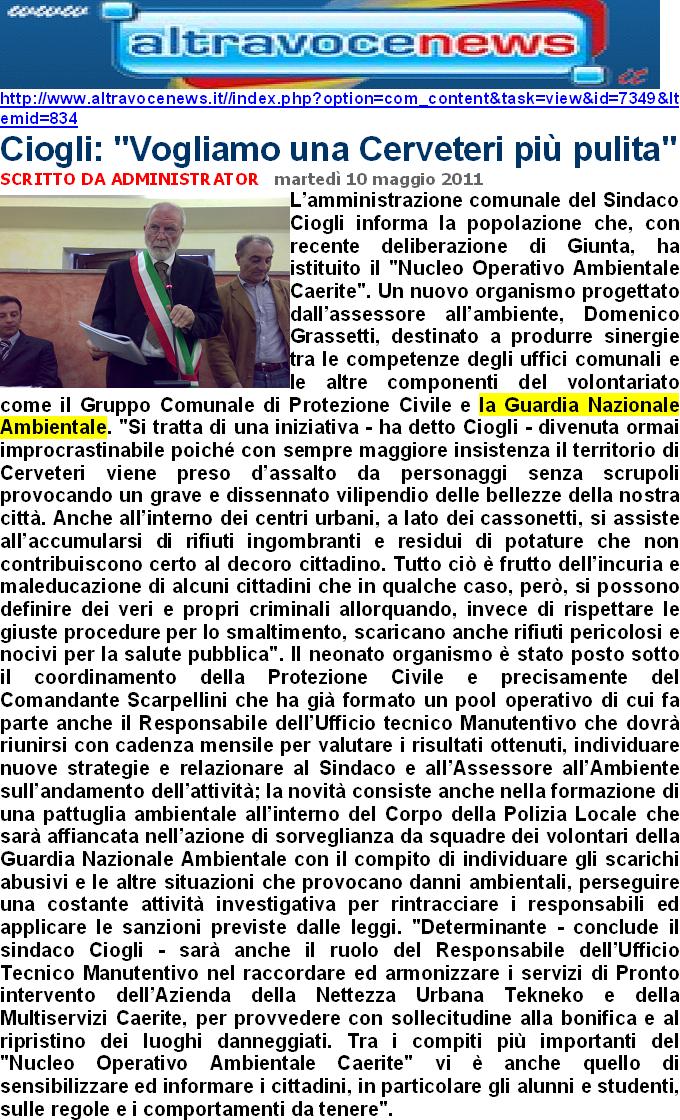 www
altravocenews
.it
http://www.altravocenews.it//index.php?option=com_content&task=view&id=7349&It
emid=834
Ciogli: "Vogliamo una Cerveteri più pulita"
SCRITTO DA ADMINISTRATOR martedì 10 maggio 2011
L'amministrazione comunale del Sindaco
Ciogli informa la popolazione che, con
recente deliberazione di Giunta, ha
istituito il "Nucleo Operativo Ambientale
Caerite". Un nuovo organismo progettato
dall'assessore all'ambiente, Domenico
Grassetti, destinato a produrre sinergie
tra le competenze degli uffici comunali e
le altre componenti del volontariato
come il Gruppo Comunale di Protezione Civile e la Guardia Nazionale
Ambientale. "Si tratta di una iniziativa - ha detto Ciogli - divenuta ormai
improcrastinabile poiché con sempre maggiore insistenza il territorio di
Cerveteri viene preso d'assalto da personaggi senza scrupoli
provocando un grave e dissennato vilipendio delle bellezze della nostra
città. Anche all'interno dei centri urbani, a lato dei cassonetti, si assiste
all'accumularsi di rifiuti ingombranti e residui di potature che non
contribuiscono certo al decoro cittadino. Tutto ciò è frutto dell'incuria e
maleducazione di alcuni cittadini che in qualche caso, però, si possono
definire dei veri e propri criminali allorquando, invece di rispettare le
giuste procedure per lo smaltimento, scaricano anche rifiuti pericolosi e
nocivi per la salute pubblica". Il neonato organismo è stato posto sotto
il coordinamento della Protezione Civile e precisamente del
Comandante Scarpellini che ha già formato un pool operativo di cui fa
parte anche il Responsabile dell'Ufficio tecnico Manutentivo che dovrà
riunirsi con cadenza mensile per valutare i risultati ottenuti, individuare
nuove strategie e relazionare al Sindaco e all'Assessore all'Ambiente
sull'andamento dell'attività; la novità consiste anche nella formazione di
una pattuglia ambientale all'interno del Corpo della Polizia Locale che
sarà affiancata nell'azione di sorveglianza da squadre dei volontari della
Guardia Nazionale Ambientale con il compito di individuare gli scarichi
abusivi e le altre situazioni che provocano danni ambientali, perseguire
una costante attività investigativa per rintracciare i responsabili ed
applicare le sanzioni previste dalle leggi. "Determinante - conclude il
sindaco Ciogli - sarà anche il ruolo del Responsabile dell'Ufficio
Tecnico Manutentivo nel raccordare ed armonizzare i servizi di Pronto
intervento dell'Azienda della Nettezza Urbana Tekneko e della
Multiservizi Caerite, per provvedere con sollecitudine alla bonifica e al
ripristino dei luoghi danneggiati. Tra i compiti più importanti del
"Nucleo Operativo Ambientale Caerite" vi è anche quello di
sensibilizzare ed informare i cittadini, in particolare gli alunni e studenti,
sulle regole e i comportamenti da tenere".